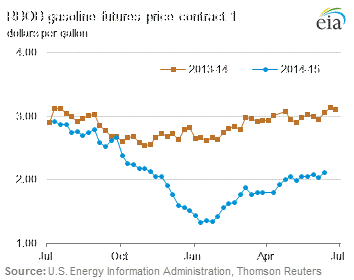 RBOB gasoline futures price contract 1
dollars per gallon
eia
4.00
2013-14
2014-15
3.00
2.00
1.00
Jul
Oct
Jan
Apr
Jul
Source: U.S. Energy Information Administration, Thomson Reuters